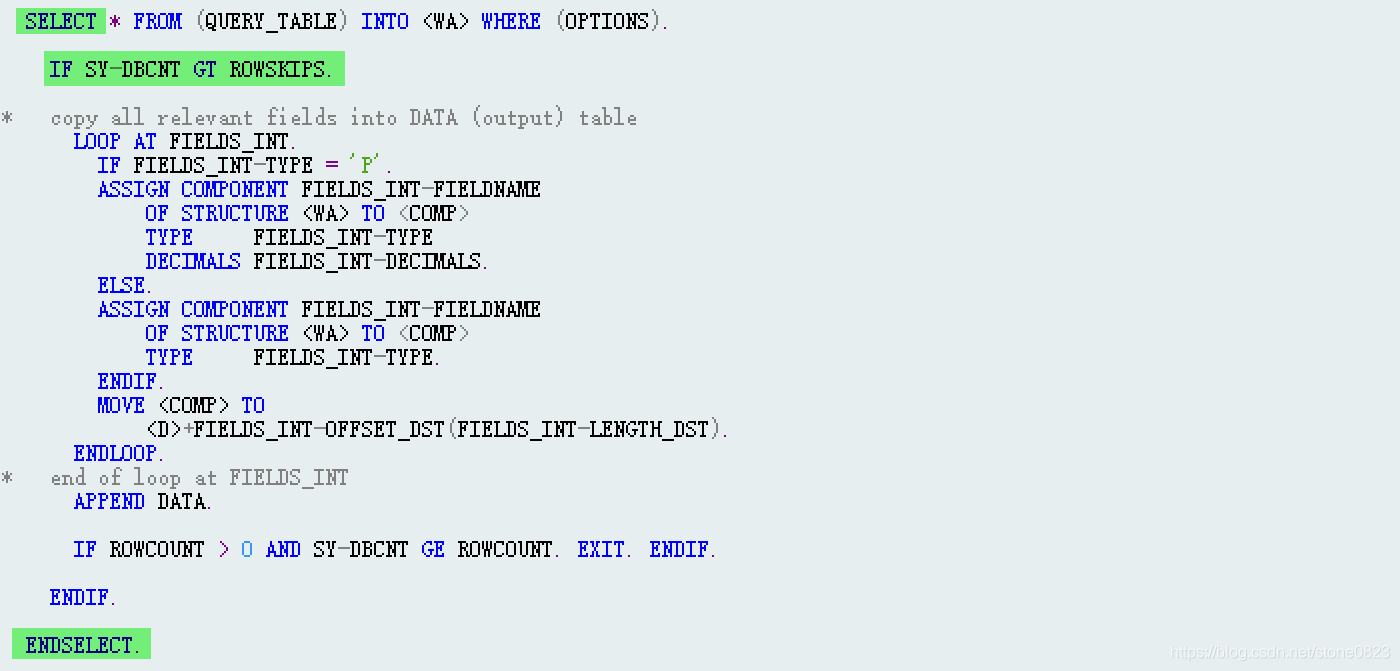 SELECT * FROM (QUERY_TABLE) INTO <WA> WHERE (OPTIONS).
IF SY-DBCNT GT ROWSKIPS.
*   copy all relevant fields into DATA (output) table
LOOP AT FIELDS_INT.
IF FIELDS_INT-TYPE = 'P'.
ASSIGN COMPONENT FIELDS_INT-FIELDNAME
OF STRUCTURE <WA> TO <COMP>
TYPE     FIELDS_INT-TYPE
DECIMALS FIELDS_INT-DECIMALS.
ELSE.
ASSIGN COMPONENT FIELDS_INT-FIELDNAME
OF STRUCTURE <WA> TO <COMP>
TYPE     FIELDS_INT-TYPE.
ENDIF.
MOVE <COMP> TO
<D>+FIELDS_INT-OFFSET_DST(FIELDS_INT-LENGTH_DST).
ENDLOOP.
*   end of loop at FIELDS_INT
APPEND DATA.
IF ROWCOUNT > 0 AND SY-DBCNT GE ROWCOUNT. EXIT. ENDIF.
ENDIF.
ENDSELECT.
https://blog.csdn.net/stone0823